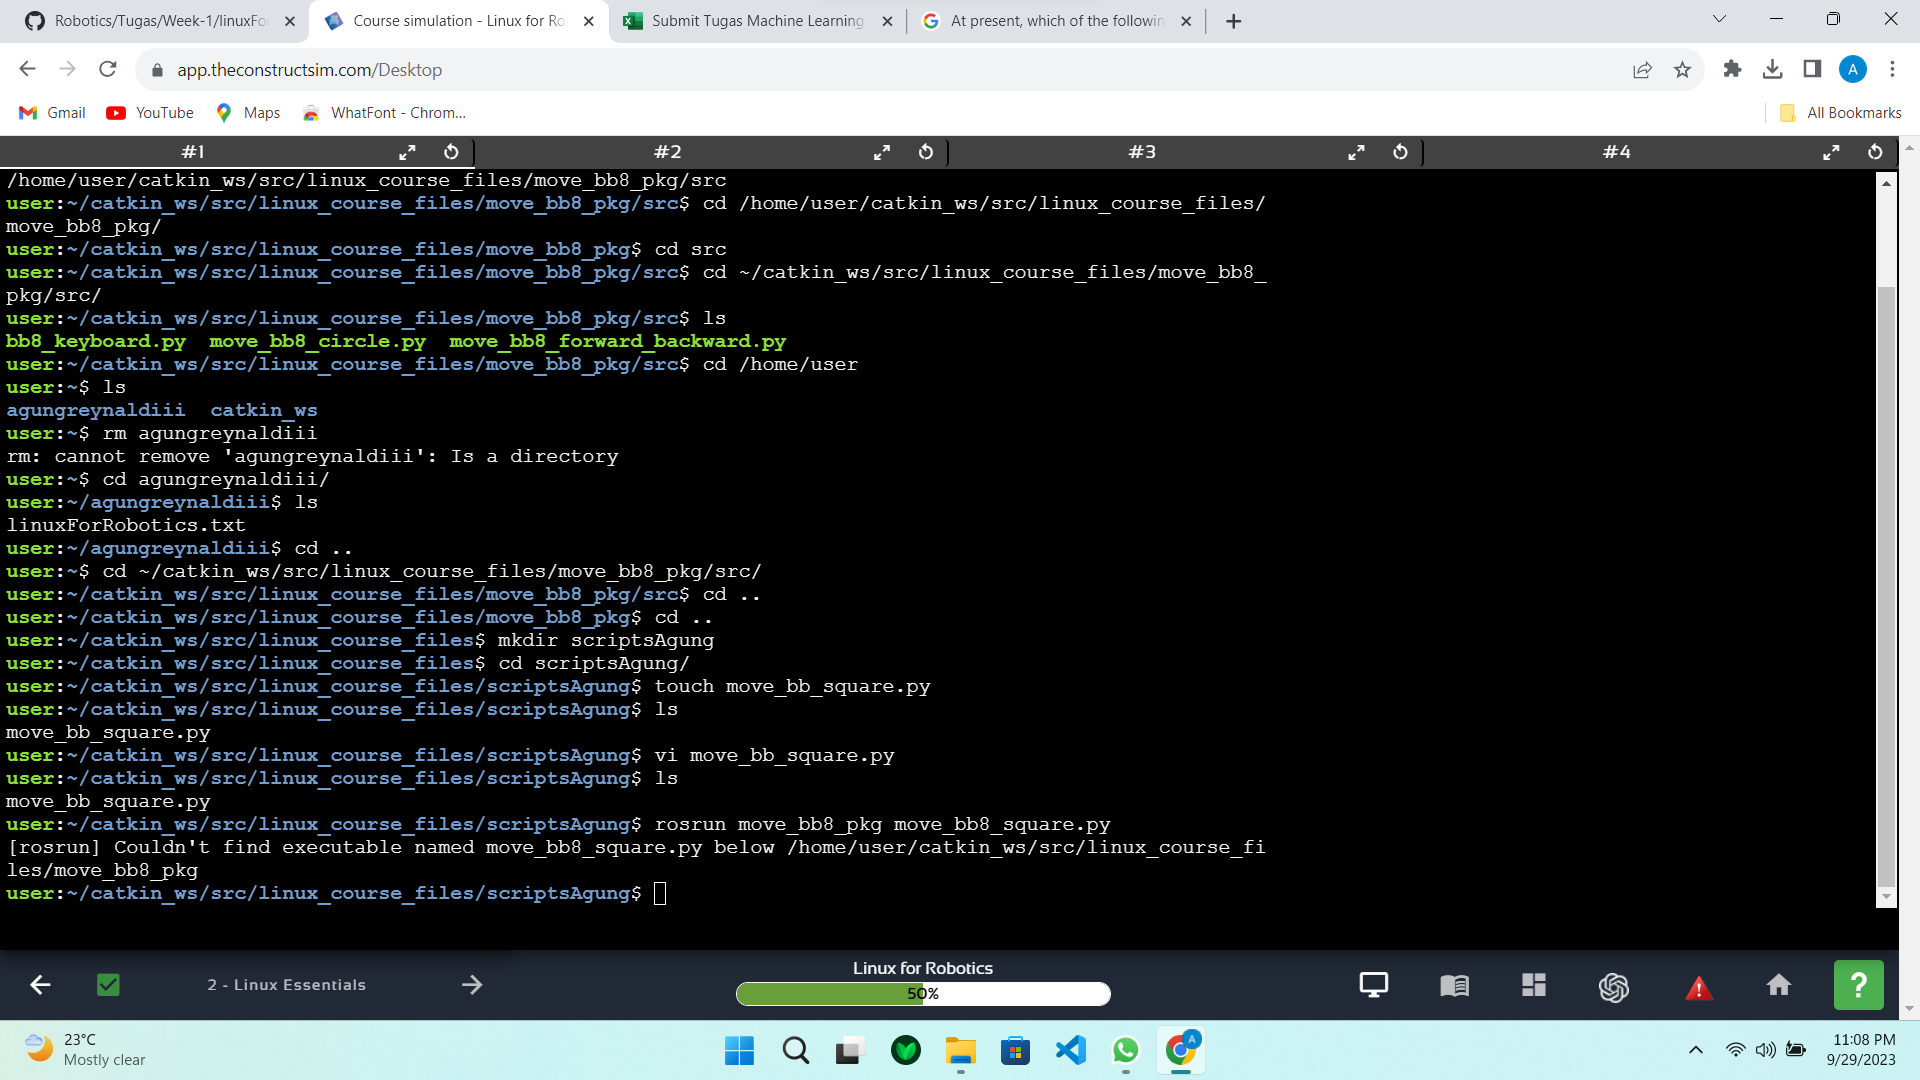 Robotics/Tugas/Week-1/linuxFo
Course simulation - Linux for Ro
Submit Tugas Machine Learning
At present, which of the followin
app.theconstructsim.com/Desktop
A
Gmail
YouTube
Maps
WhatFont - Chrom...
All Bookmarks
#1
#2
#3
#4
/home/user/catkin_ws/src/linux_course_files/move_bb8_pkg/src
user:~/catkin_ws/src/linux_course_files/move_bb8_pkg/src$ cd /home/user/catkin_ws/src/linux_course_files/
move_bb8_pkg/
user:~/catkin_ws/src/linux_course_files/move_bb8_pkg$ cd src
user:~/catkin_ws/src/linux_course_files/move_bb8_pkg/src$ cd ~/catkin_ws/src/linux_course_files/move_bb8_
pkg/src/
user:~/catkin_ws/src/linux_course_files/move_bb8_pkg/src$ ls
bb8_keyboard.py  move_bb8_circle.py  move_bb8_forward_backward.py
user:~/catkin_ws/src/linux_course_files/move_bb8_pkg/src$ cd /home/user
user:~$ ls
agungreynaldiii  catkin_ws
user:~$ rm agungreynaldiii
rm: cannot remove 'agungreynaldiii': Is a directory
user:~$ cd agungreynaldiii/
user:~/agungreynaldiii$ ls
linuxForRobotics.txt
user:~/agungreynaldiii$ cd ..
user:~$ cd ~/catkin_ws/src/linux_course_files/move_bb8_pkg/src/
user:~/catkin_ws/src/linux_course_files/move_bb8_pkg/src$ cd ..
user:~/catkin_ws/src/linux_course_files/move_bb8_pkg$ cd ..
user:~/catkin_ws/src/linux_course_files$ mkdir scriptsAgung
user:~/catkin_ws/src/linux_course_files$ cd scriptsAgung/
user:~/catkin_ws/src/linux_course_files/scriptsAgung$ touch move_bb_square.py
user:~/catkin_ws/src/linux_course_files/scriptsAgung$ ls
move_bb_square.py
user:~/catkin_ws/src/linux_course_files/scriptsAgung$ vi move_bb_square.py
user:~/catkin_ws/src/linux_course_files/scriptsAgung$ ls
move_bb_square.py
user:~/catkin_ws/src/linux_course_files/scriptsAgung$ rosrun move_bb8_pkg move_bb8_square.py
[rosrun] Couldn't find executable named move_bb8_square.py below /home/user/catkin_ws/src/linux_course_fi
les/move_bb8_pkg
user:~/catkin_ws/src/linux_course_files/scriptsAgung$
2 - Linux Essentials
Linux for Robotics
50%
?
23°C
Mostly clear
A
11:08 PM
9/29/2023